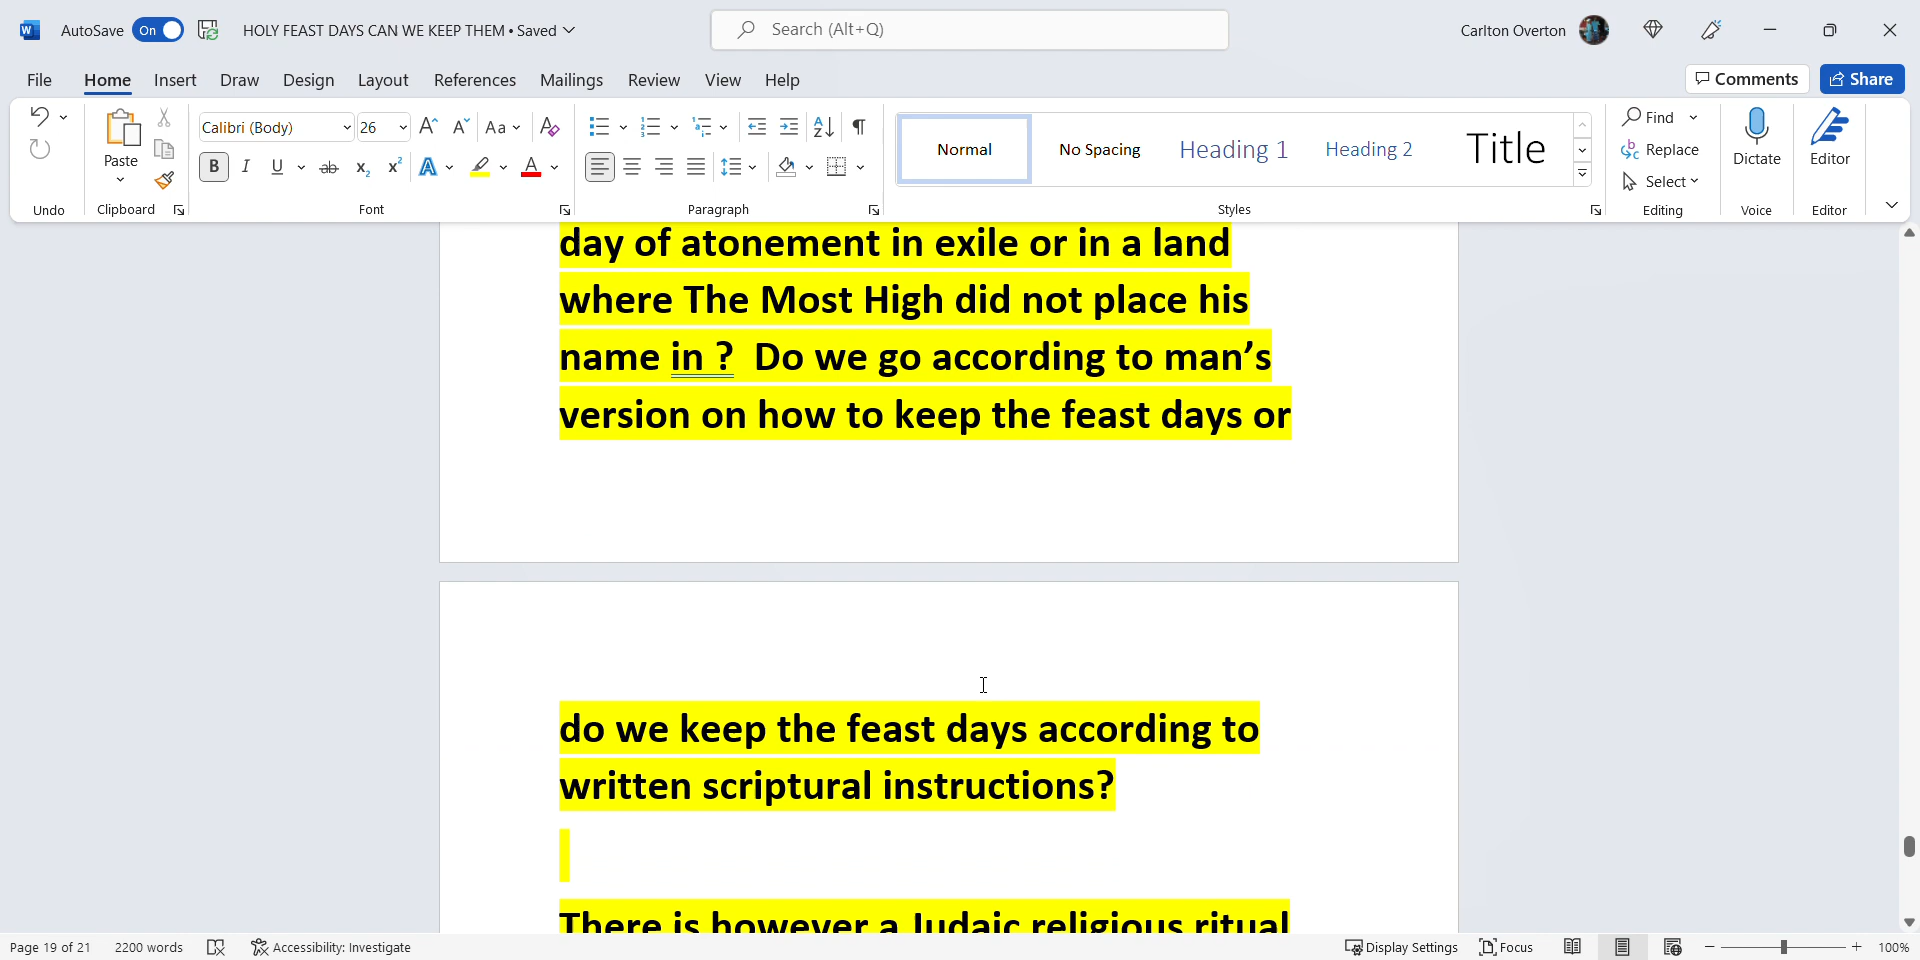 AutoSave On HOLY FEAST DAYS CAN WE KEEP THEM • Saved Search (Alt+Q) Carlton Overton
File Home Insert Draw Design Layout References Mailings Review View Help Comments Share
Paste
Calibri (Body) 26
Aa
Normal No Spacing Heading 1 Heading 2 Title
Find
Replace
Select
Dictate
Editor
Undo Clipboard Font Paragraph Styles Editing Voice Editor
day of atonement in exile or in a land
where The Most High did not place his
name in ?  Do we go according to man’s
version on how to keep the feast days or
do we keep the feast days according to
written scriptural instructions?
There is however a Judaic religious ritual
Page 19 of 21 2200 words Accessibility: Investigate Display Settings Focus 100%